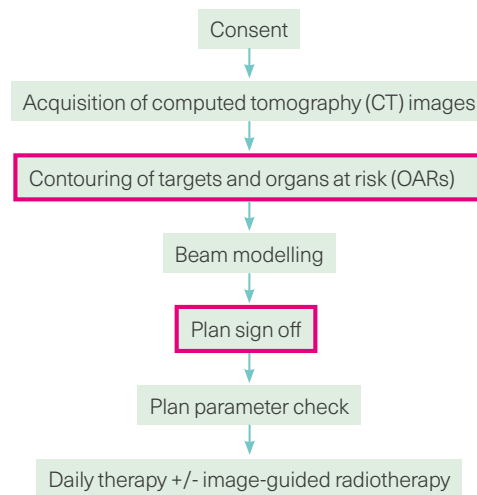 Consent
Acquisition of computed tomography (CT) images
Contouring of targets and organs at risk (OARs)
Beam modelling
Plan sign off
Plan parameter check
Daily therapy +/- image-guided radiotherapy